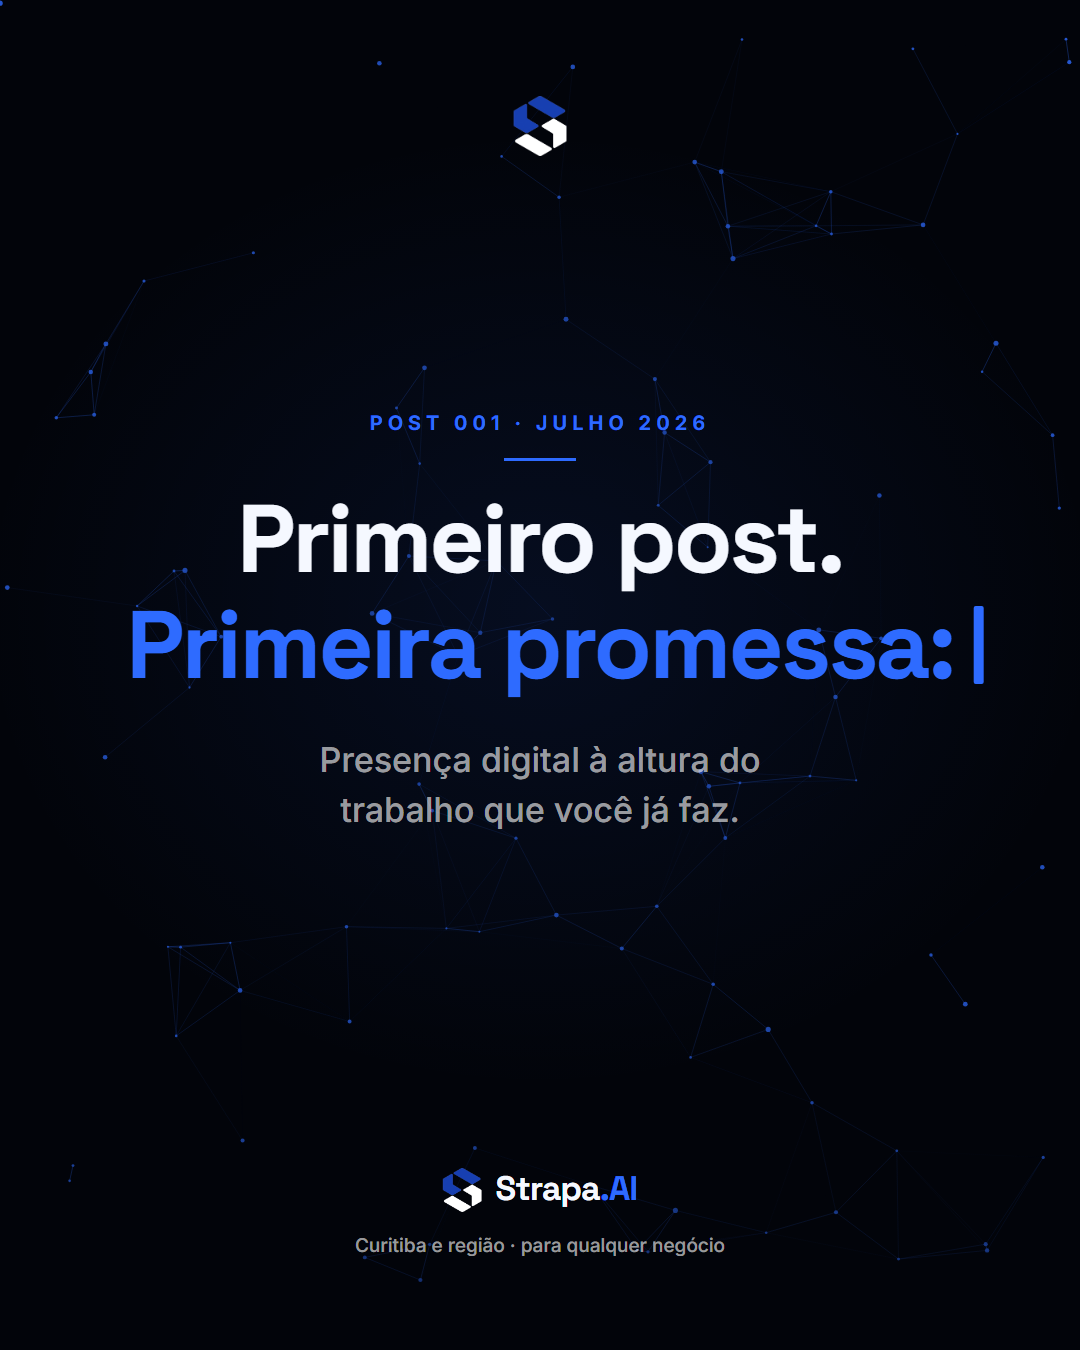 POST 001 · JULHO 2026
Primeiro post.
Primeira promessa:
Presença digital à altura do
trabalho que você já faz.
Strapa.AI
Curitiba e região · para qualquer negócio